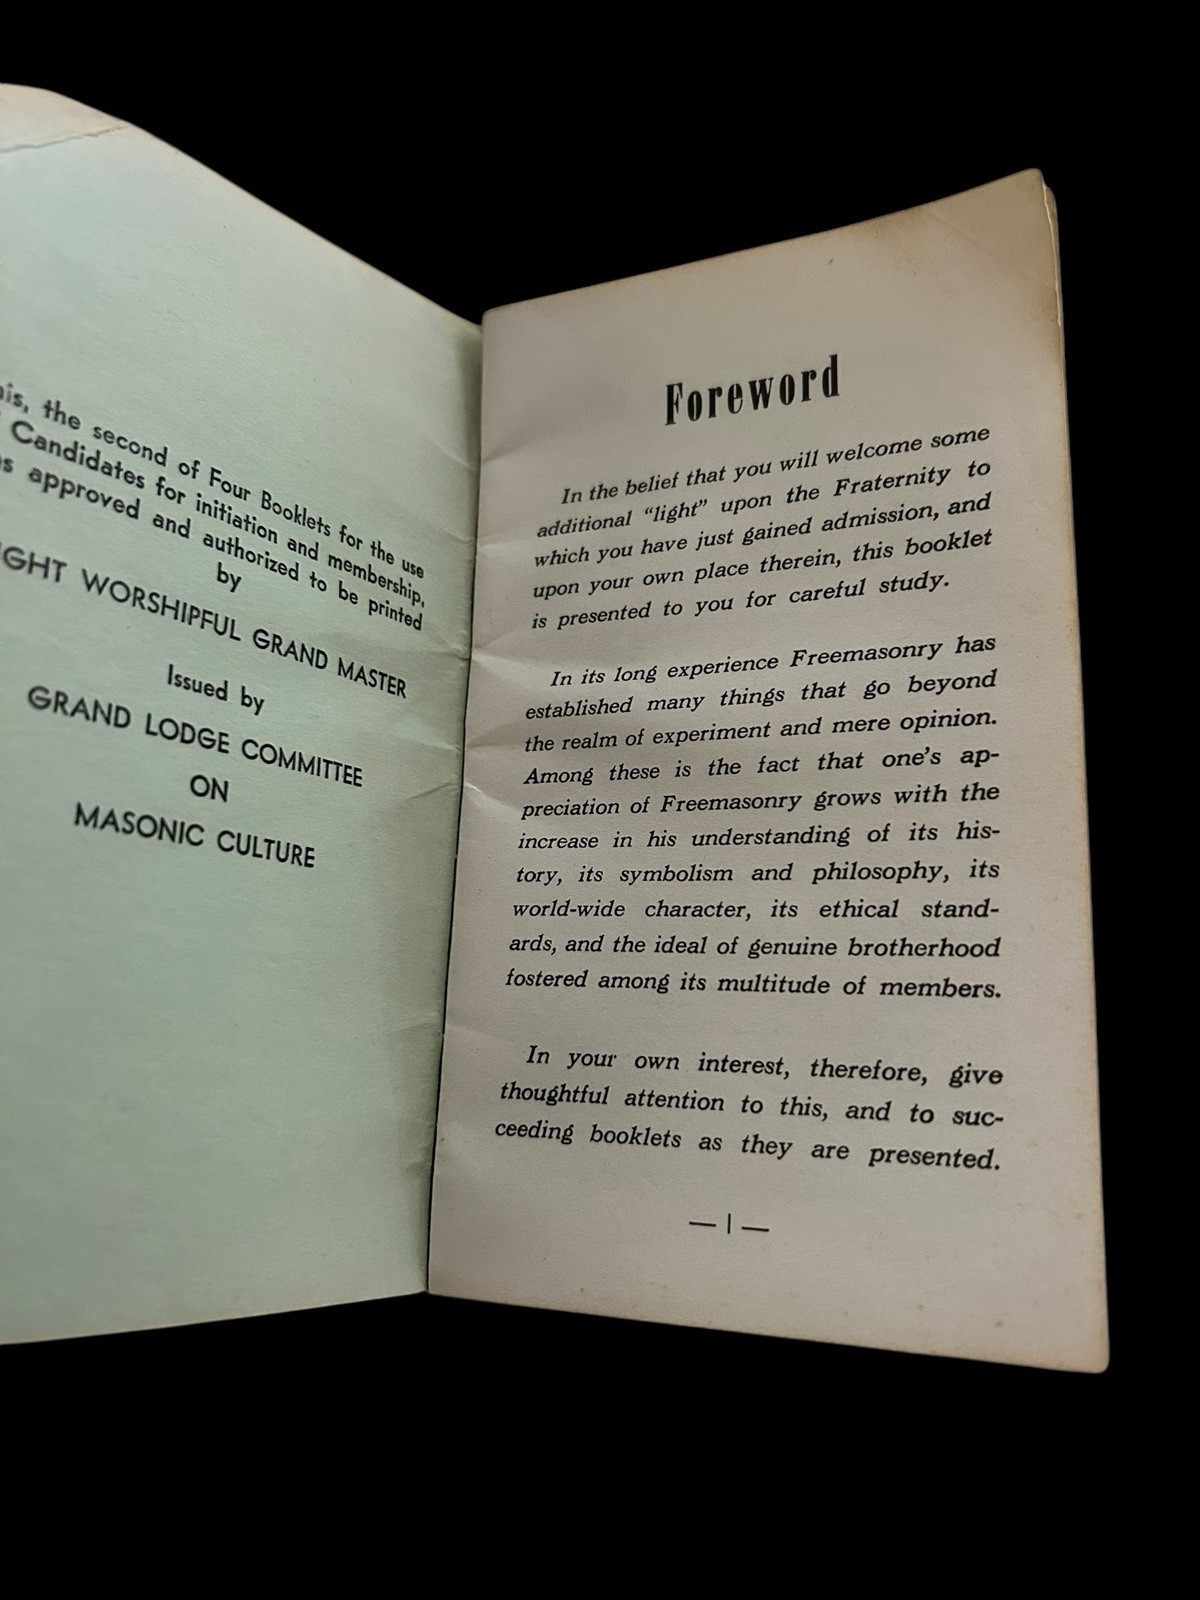 the second of Four Booklets for the use
Candidates for initiation and membership,
approved and authorized to be printed
by
WORSHIPFUL GRAND MASTER
Issued by
GRAND LODGE COMMITTEE
ON
MASONIC CULTURE
Foreword
In the belief that you will welcome some
additional “light” upon the Fraternity to
which you have just gained admission, and
upon your own place therein, this booklet
is presented to you for careful study.
In its long experience Freemasonry has
established many things that go beyond
the realm of experiment and mere opinion.
Among these is the fact that one's ap-
preciation of Freemasonry grows with the
increase in his understanding of its his-
tory, its symbolism and philosophy, its
world-wide character, its ethical stand-
ards, and the ideal of genuine brotherhood
fostered among its multitude of members.
In your own interest, therefore, give
thoughtful attention to this, and to suc-
ceeding booklets as they are presented.
— 1 —